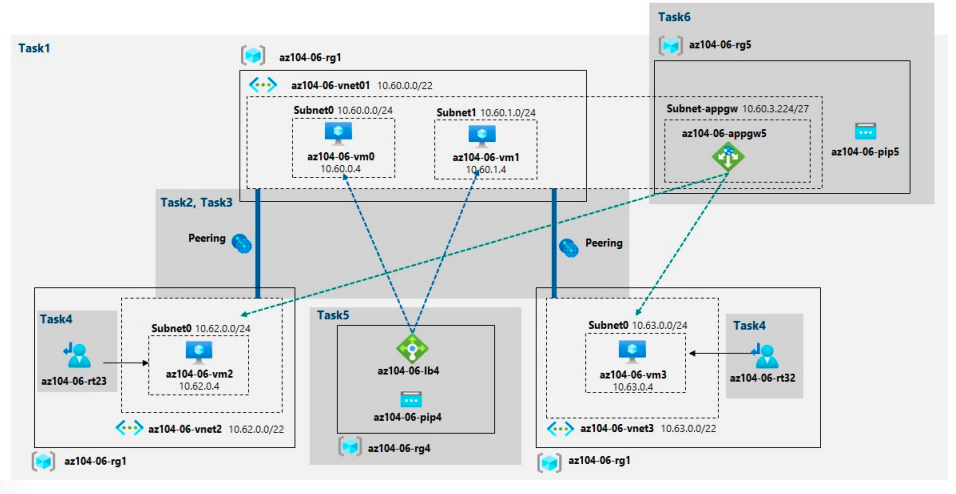 Task6
az104-06-rg5
Task1
az104-06-rg1
az104-06-vnet01 10.60.0.0/22
Subnet0 10.60.0.0/24
az104-06-vm0
10.60.0.4
Subnet1 10.60.1.0/24
az104-06-vm1
10.60.1.4
Subnet-appgw 10.60.3.224/27
az104-06-appgw5
az104-06-pip5
Task2, Task3
Peering
Peering
Task4
az104-06-rt23
Subnet0 10.62.0.0/24
az104-06-vm2
10.62.0.4
az104-06-vnet2 10.62.0.0/22
az104-06-rg1
Task5
az104-06-lb4
az104-06-pip4
az104-06-rg4
Subnet0 10.63.0.0/24
az104-06-vm3
10.63.0.4
Task4
az104-06-rt32
az104-06-vnet3 10.63.0.0/22
az104-06-rg1